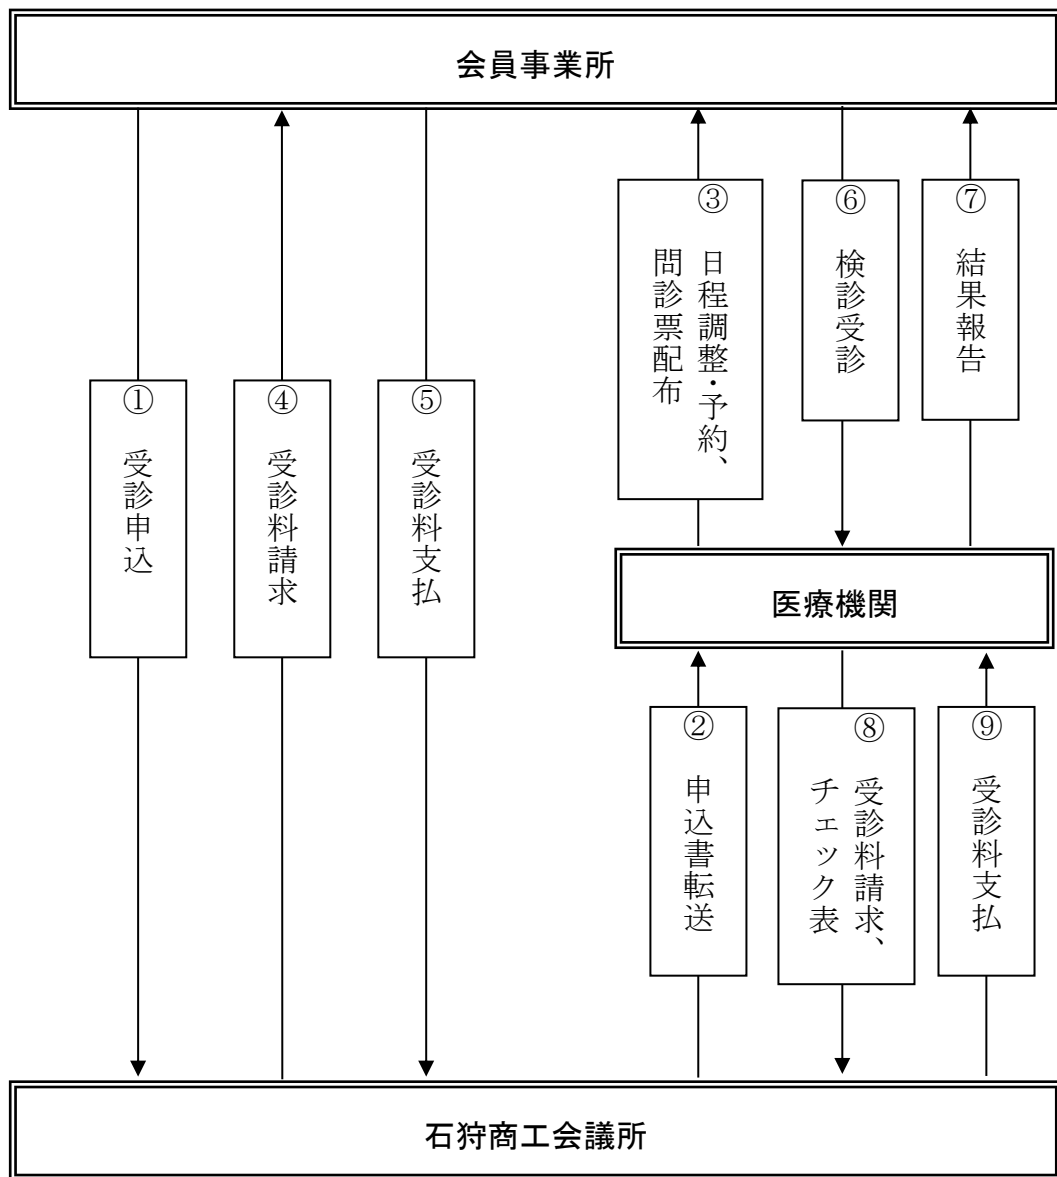 会員事業所
① 受診申込
④ 受診料請求
⑤ 受診料支払
③ 日程調整・予約、
問診票配布
⑥ 検診受診
⑦ 結果報告
医療機関
② 申込書転送
⑧ 受診料請求、
チェック表
⑨ 受診料支払
石狩商工会議所